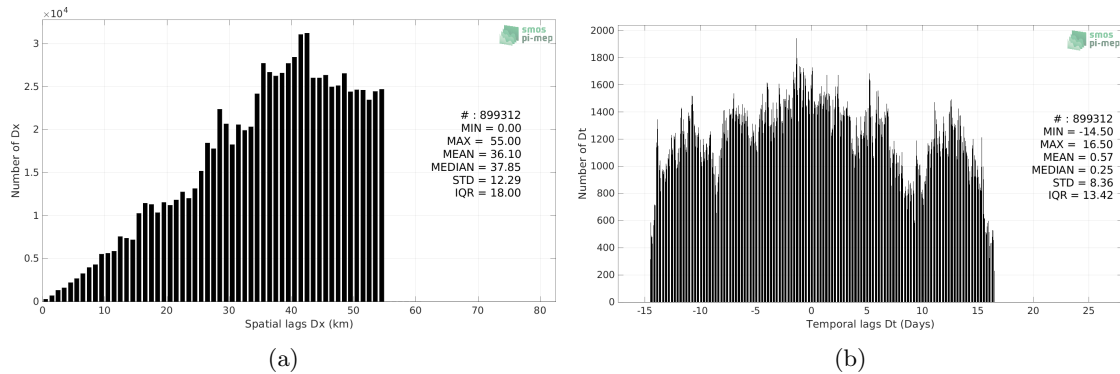 ×10⁴
3
2.5
2
1.5
1
0.5
0
Number of Dx
0 10 20 30 40 50 60 70 80
Spatial lags Dx (km)
smos
pi-mep
# : 899312
MIN = 0.00
MAX = 55.00
MEAN = 36.10
MEDIAN = 37.85
STD = 12.29
IQR = 18.00
(a)
2000
1800
1600
1400
1200
1000
800
600
400
200
0
Number of Dt
-15 -10 -5 0 5 10 15 20 25
Temporal lags Dt (Days)
smos
pi-mep
# : 899312
MIN = -14.50
MAX = 16.50
MEAN = 0.57
MEDIAN = 0.25
STD = 8.36
IQR = 13.42
(b)